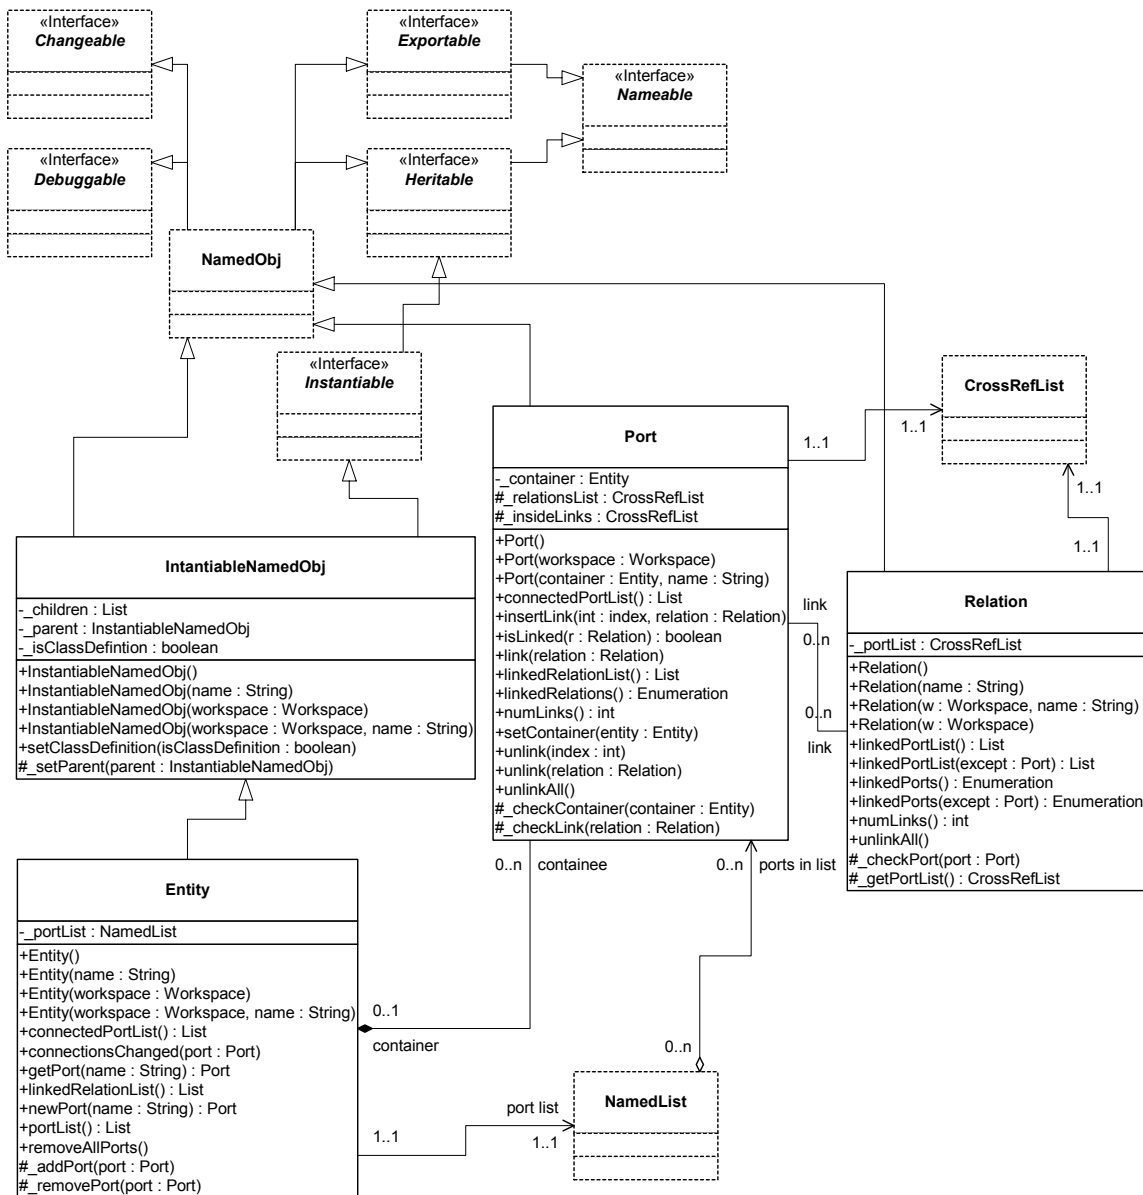 «Interface»
Changeable
«Interface»
Exportable
«Interface»
Nameable
«Interface»
Debuggable
«Interface»
Heritable
NamedObj
«Interface»
Instantiable
CrossRefList
1..1
1..1
1..1
1..1
Port
-_container : Entity
#_relationsList : CrossRefList
#_insideLinks : CrossRefList
+Port()
+Port(workspace : Workspace)
+Port(container : Entity, name : String)
+connectedPortList() : List
+insertLink(int : index, relation : Relation)
+isLinked(r : Relation) : boolean
+link(relation : Relation)
+linkedRelationList() : List
+linkedRelations() : Enumeration
+numLinks() : int
+setContainer(entity : Entity)
+unlink(index : int)
+unlink(relation : Relation)
+unlinkAll()
#_checkContainer(container : Entity)
#_checkLink(relation : Relation)
link
0..n
0..n
link
Relation
-_portList : CrossRefList
+Relation()
+Relation(name : String)
+Relation(w : Workspace, name : String)
+Relation(w : Workspace)
+linkedPortList() : List
+linkedPortList(except : Port) : List
+linkedPorts() : Enumeration
+linkedPorts(except : Port) : Enumeration
+numLinks() : int
+unlinkAll()
#_checkPort(port : Port)
#_getPortList() : CrossRefList
IntantiableNamedObj
-_children : List
-_parent : InstantiableNamedObj
-_isClassDefintion : boolean
+InstantiableNamedObj()
+InstantiableNamedObj(name : String)
+InstantiableNamedObj(workspace : Workspace)
+InstantiableNamedObj(workspace : Workspace, name : String)
+setClassDefinition(isClassDefinition : boolean)
#_setParent(parent : InstantiableNamedObj)
0..n containee
0..n ports in list
Entity
-_portList : NamedList
+Entity()
+Entity(name : String)
+Entity(workspace : Workspace)
+Entity(workspace : Workspace, name : String)
+connectedPortList() : List
+connectionsChanged(port : Port)
+getPort(name : String) : Port
+linkedRelationList() : List
+newPort(name : String) : Port
+portList() : List
+removeAllPorts()
#_addPort(port : Port)
#_removePort(port : Port)
0..1
container
0..n
port list
1..1
1..1
NamedList